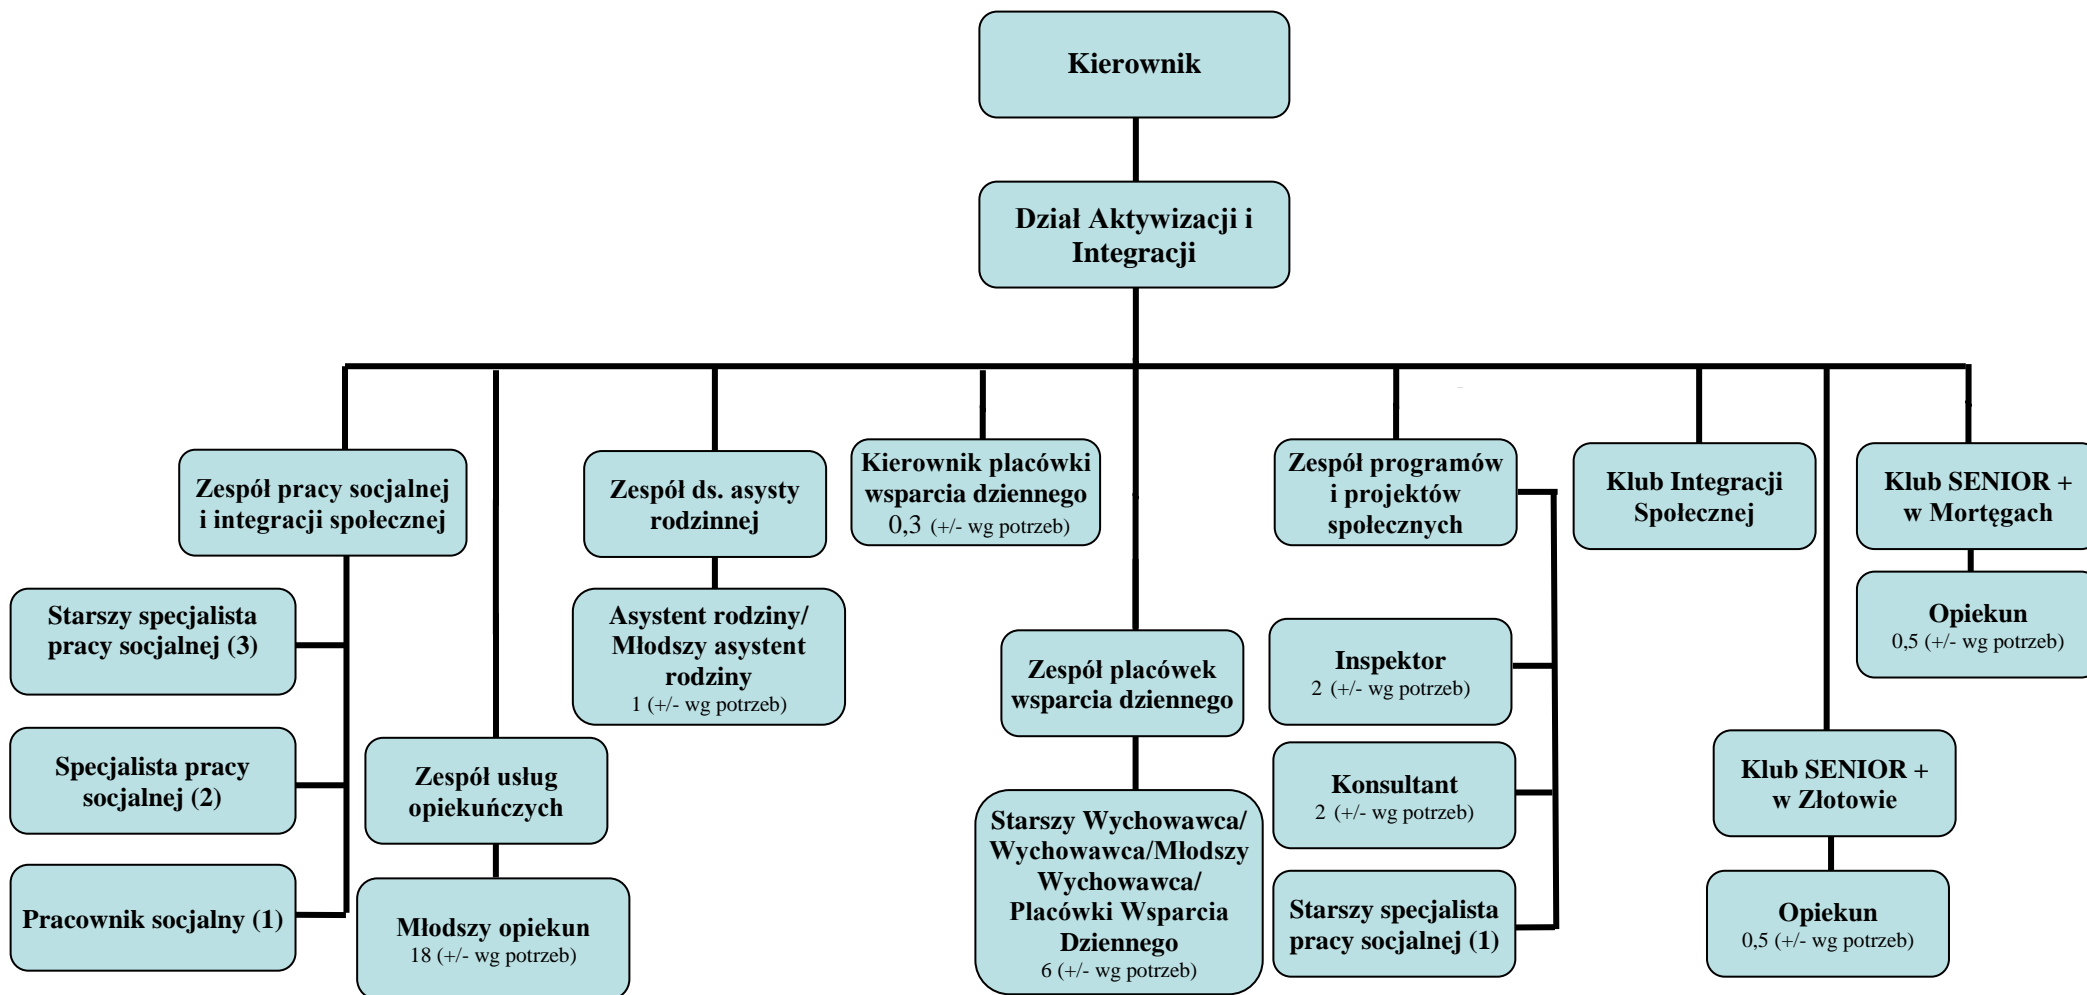 Kierownik
Dział Aktywizacji i
Integracji
Zespół pracy socjalnej
i integracji społecznej
Starszy specjalista
pracy socjalnej (3)
Specjalista pracy
socjalnej (2)
Pracownik socjalny (1)
Zespół usług
opiekuńczych
Młodszy opiekun
18 (+/- wg potrzeb)
Zespół ds. asysty
rodzinnej
Asystent rodziny/
Młodszy asystent
rodziny
1 (+/- wg potrzeb)
Kierownik placówki
wsparcia dziennego
0,3 (+/- wg potrzeb)
Zespół placówek
wsparcia dziennego
Starszy Wychowawca/
Wychowawca/Młodszy
Wychowawca/
Placówki Wsparcia
Dziennego
6 (+/- wg potrzeb)
Zespół programów
i projektów
społecznych
Inspektor
2 (+/- wg potrzeb)
Konsultant
2 (+/- wg potrzeb)
Starszy specjalista
pracy socjalnej (1)
Klub Integracji
Społecznej
Klub SENIOR +
w Złotowie
Opiekun
0,5 (+/- wg potrzeb)
Klub SENIOR +
w Mortęgach
Opiekun
0,5 (+/- wg potrzeb)